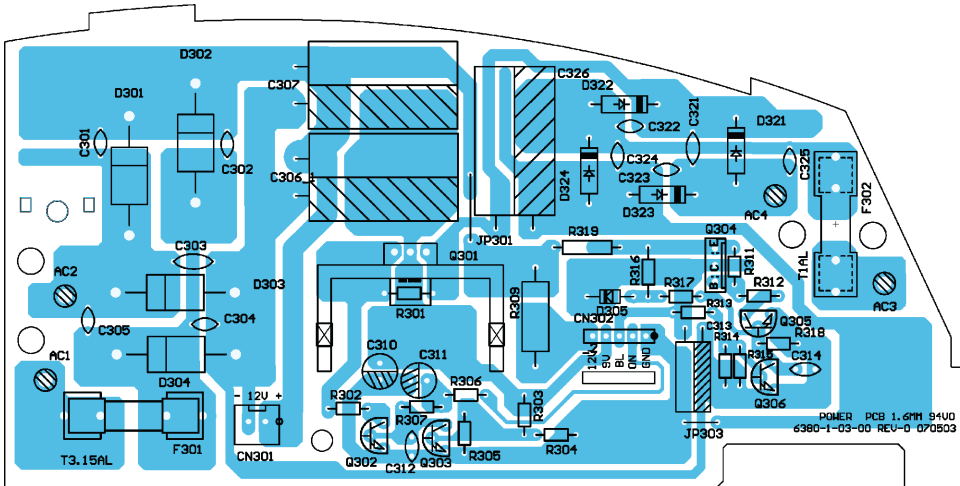 D302
C326
D322
C307
D301
C321
D321
C301
C322
C302
C324
C325
C323
C306
D324
D323
F302
AC4
JP301
R319
Q304
C303
Q301
R316
R311
AC2
D303
T1AL
R317
R312
AC3
R301
R309
D305
R313
C305
C304
CN302
C313
Q305
AC1
R314
R318
C310
C311
12V
9V
BL
ON
GND
R315
C314
D304
R306
- 12V +
R302
R303
Q306
R307
POWER PCB 1.6MM 94V0
6380-1-03-00 REV-0 070503
F301
JP303
T3.15AL
CN301
Q302
C312
Q303
R305
R304
B C E